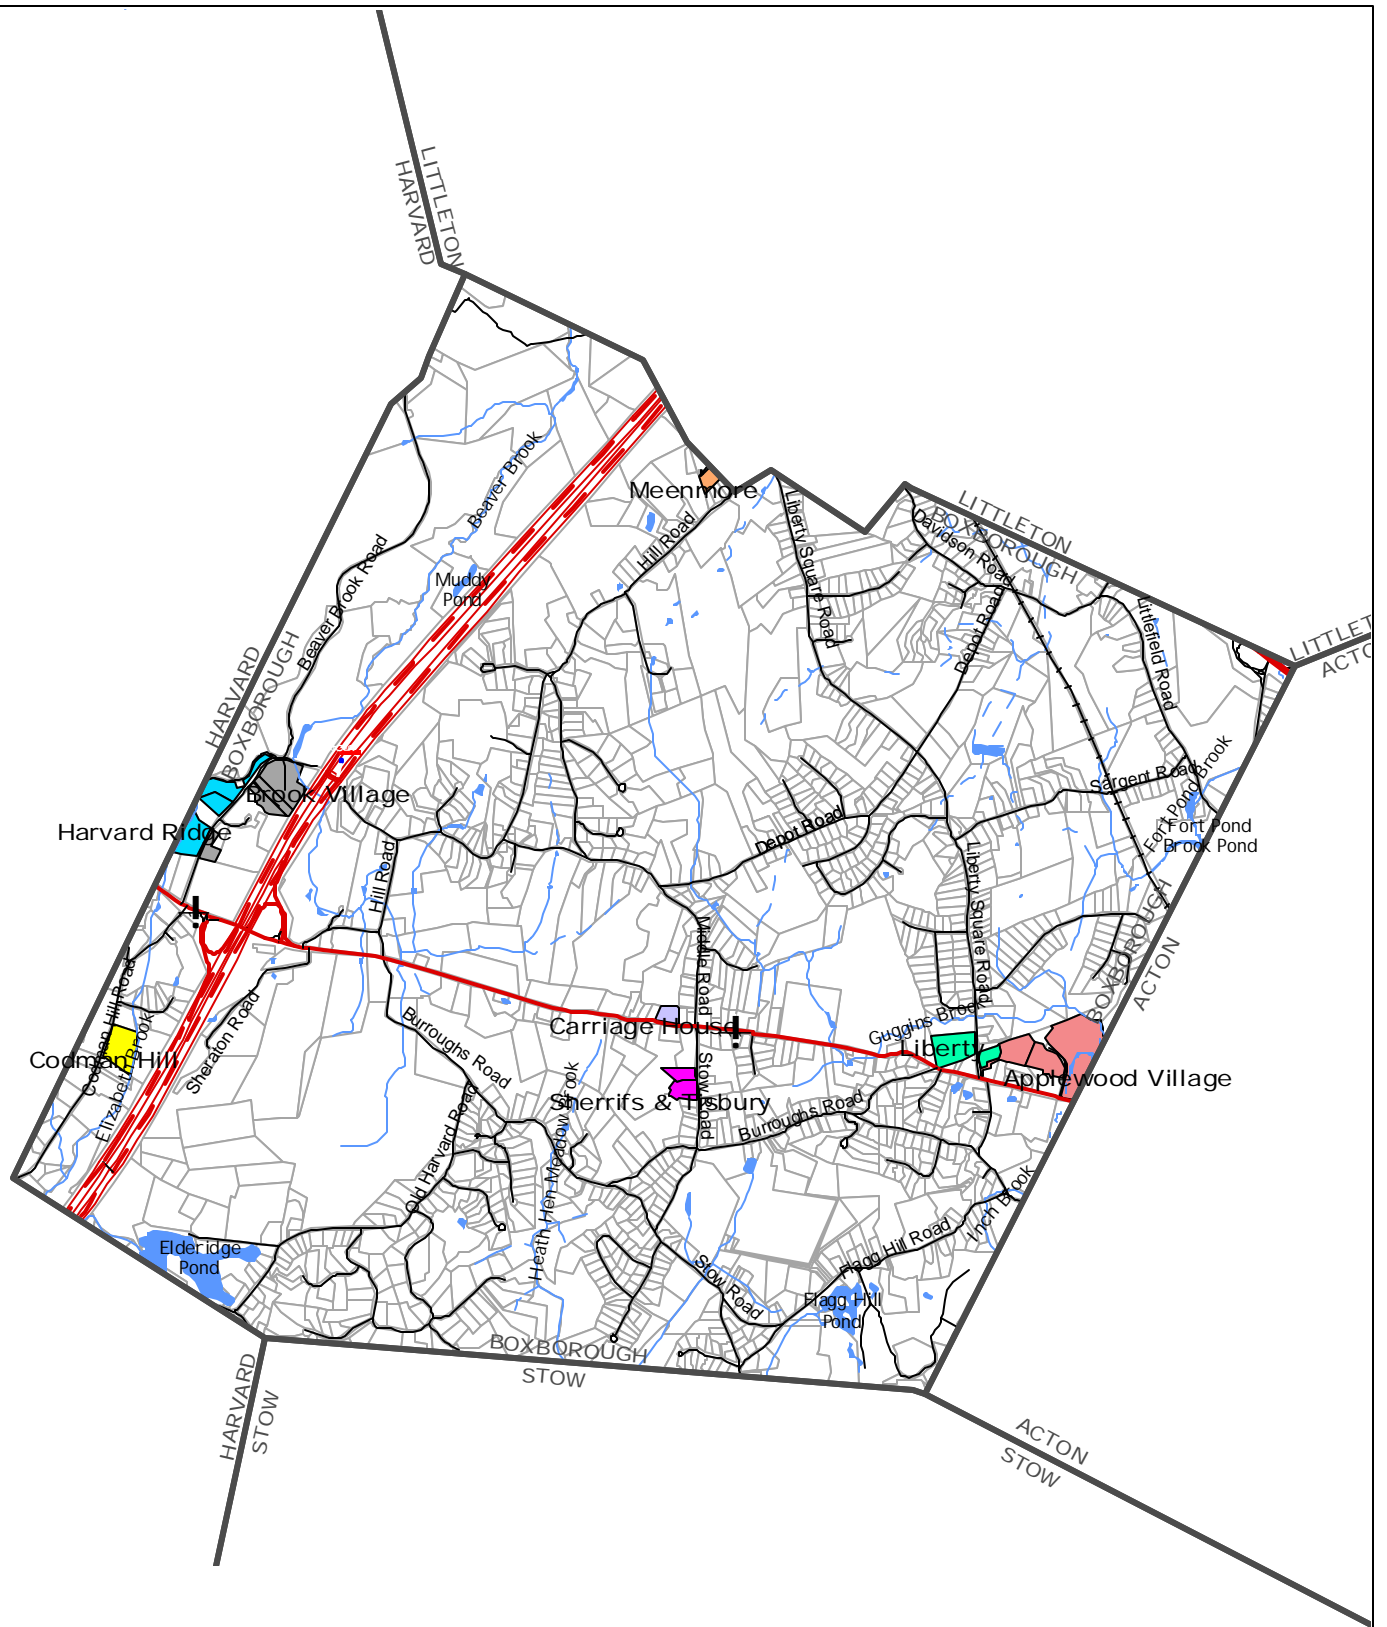 LITTLETON
HARVARD
Beaver Brook
Meenmore
Hill Road
Liberty Square Road
LITTLETON
BOXBOROUGH
Davidson Road
Muddy
Pond
Beaver Brook Road
Depot Road
Littlefield Road
LITTLET
ACTO
HARVARD
BOXBOROUGH
Sargent Road
Fort Pond Brook
Brook Village
Harvard Ridge
Fort Pond
Brook Pond
Depot Road
Hill Road
Liberty Square Road
Middle Road
BOXBOROUGH
ACTON
!
Codman Hill Road
Sheraton Road
Burroughs Road
Carriage House
!
Guggins Brook
Liberty
Codman Hill
Elizabeth Brook
Applewood Village
Stow Road
Sherrifs & Tisbury
Burroughs Road
Old Harvard Road
Heath Hen Meadow Brook
Inch Brook
Flagg Hill Road
Elderidge
Pond
Stow Road
Flagg Hill
Pond
BOXBOROUGH
STOW
HARVARD
STOW
ACTON
STOW